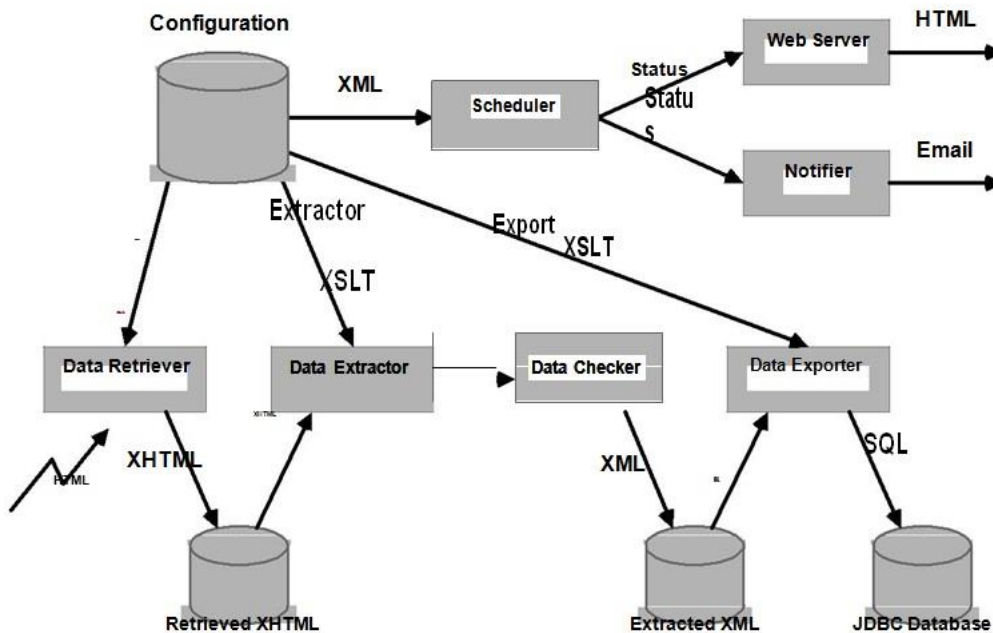 Configuration
HTML
Web Server
XML
Status
Scheduler
Statu
s
Email
Notifier
Extractor
Export
XSLT
XSLT
Data Retriever
Data Extractor
Data Checker
Data Exporter
XHTML
XHTML
XML
SQL
HTML
Retrieved XHTML
Extracted XML
JDBC Database